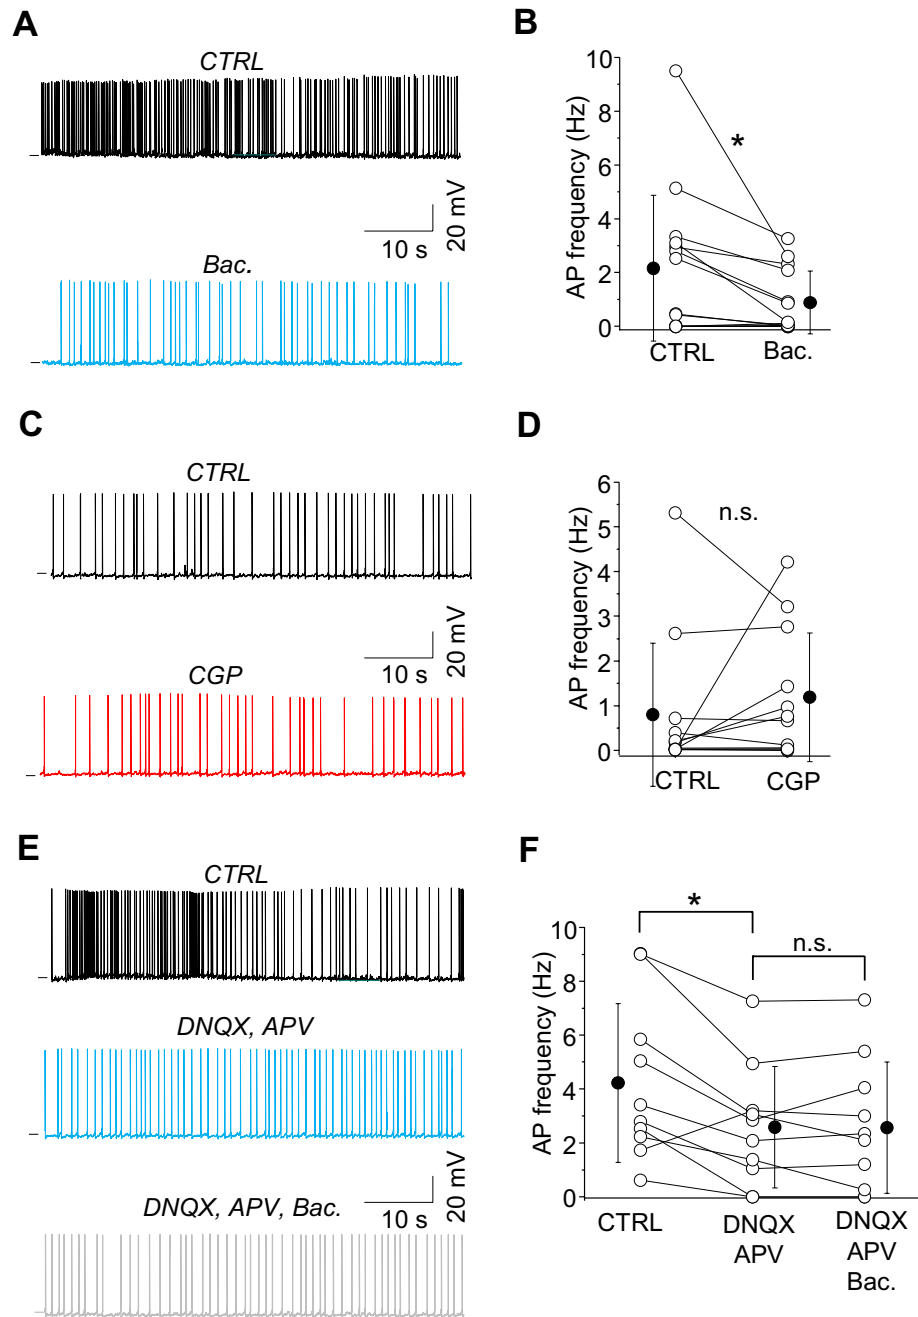 A
CTRL
10 s
20 mV
Bac.
B
10
8
6
4
2
0
AP frequency (Hz)
*
CTRL
Bac.
C
CTRL
10 s
20 mV
CGP
D
6
5
4
3
2
1
0
AP frequency (Hz)
n.s.
CTRL
CGP
E
CTRL
DNQX, APV
10 s
20 mV
DNQX, APV, Bac.
F
10
8
6
4
2
0
AP frequency (Hz)
*
n.s.
CTRL
DNQX
APV
DNQX
APV
Bac.